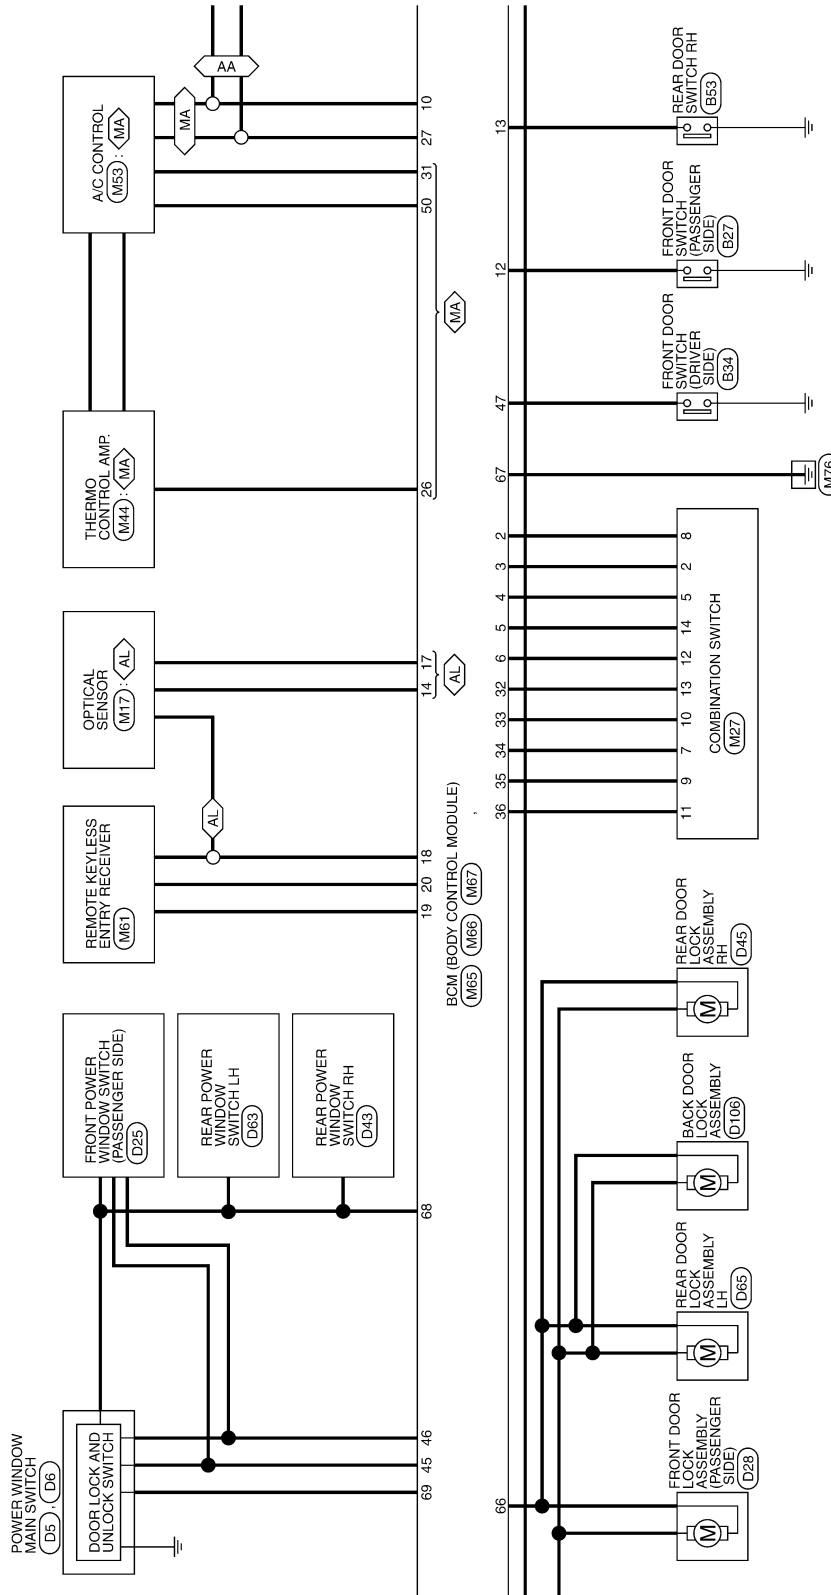 POWER WINDOW
MAIN SWITCH
D5 , D6
DOOR LOCK AND
UNLOCK SWITCH
69
45
46
FRONT POWER
WINDOW SWITCH
(PASSENGER SIDE)
D25
REAR POWER
WINDOW
SWITCH LH
D63
REAR POWER
WINDOW
SWITCH RH
D43
68
REMOTE KEYLESS
ENTRY RECEIVER
M61
19
20
18
AL
OPTICAL
SENSOR
M17 : AL
14
17
AL
THERMO
CONTROL AMP.
M44 : MA
26
A/C CONTROL
M53 : MA
50
31
27
10
MA
MA
AA
BCM (BODY CONTROL MODULE)
M65 M66 , M67
66
36
35
34
33
32
6
5
4
3
2
67
47
12
13
FRONT DOOR
LOCK
ASSEMBLY
(PASSENGER
SIDE)
D28
M
REAR DOOR
LOCK
ASSEMBLY
LH
D65
M
BACK DOOR
LOCK
ASSEMBLY
D106
M
REAR DOOR
LOCK
ASSEMBLY
RH
D45
M
11
9
7
10
13
12
14
5
2
8
COMBINATION SWITCH
M27
M76
FRONT DOOR
SWITCH
(DRIVER
SIDE)
B34
FRONT DOOR
SWITCH
(PASSENGER
SIDE)
B27
REAR DOOR
SWITCH RH
B53